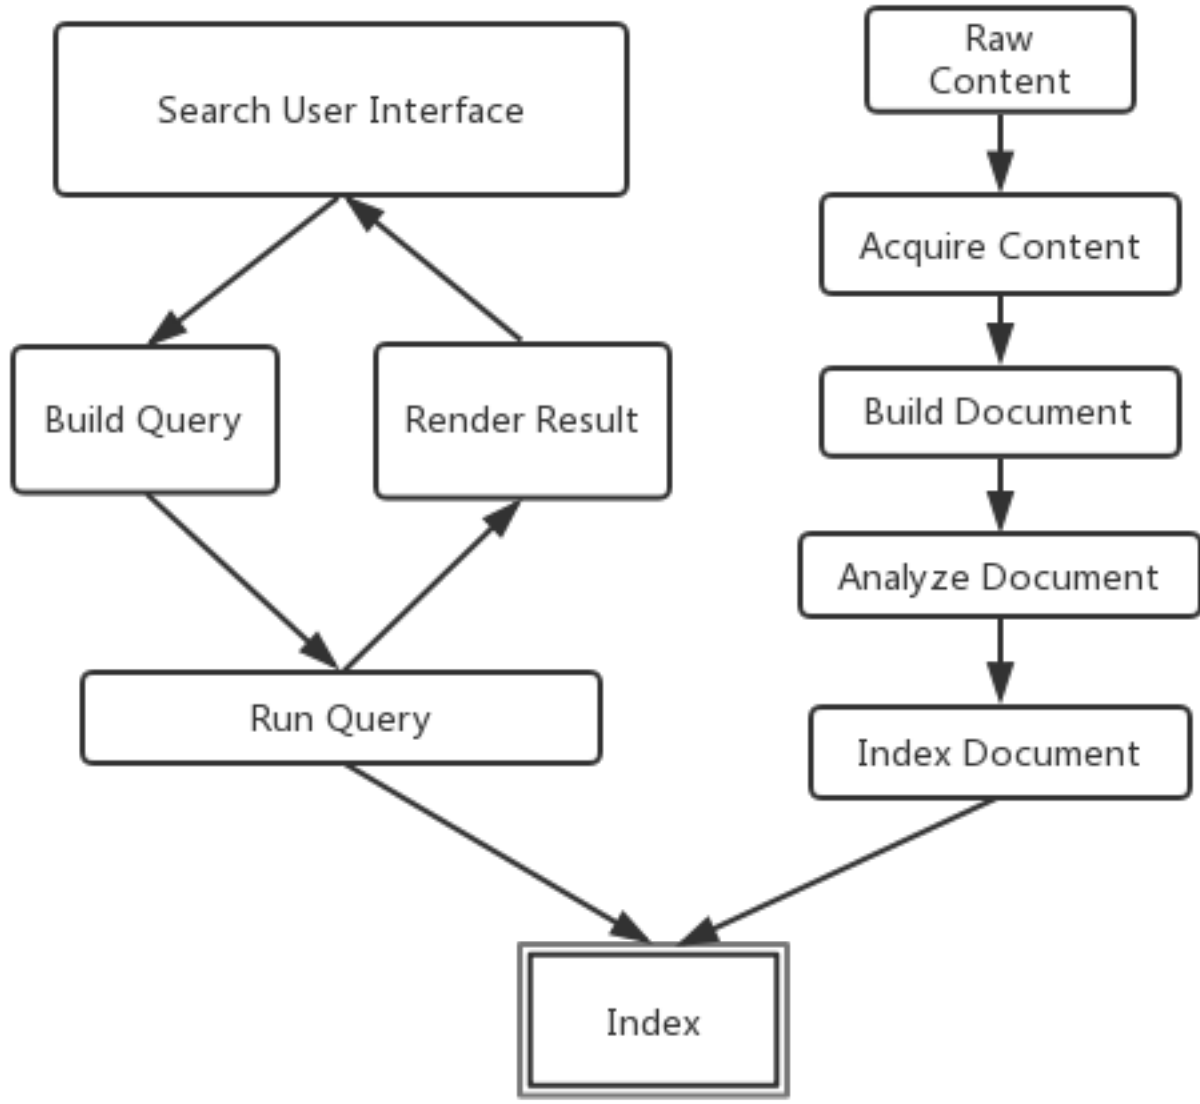 Search User Interface
Build Query
Render Result
Run Query
Raw
Content
Acquire Content
Build Document
Analyze Document
Index Document
Index